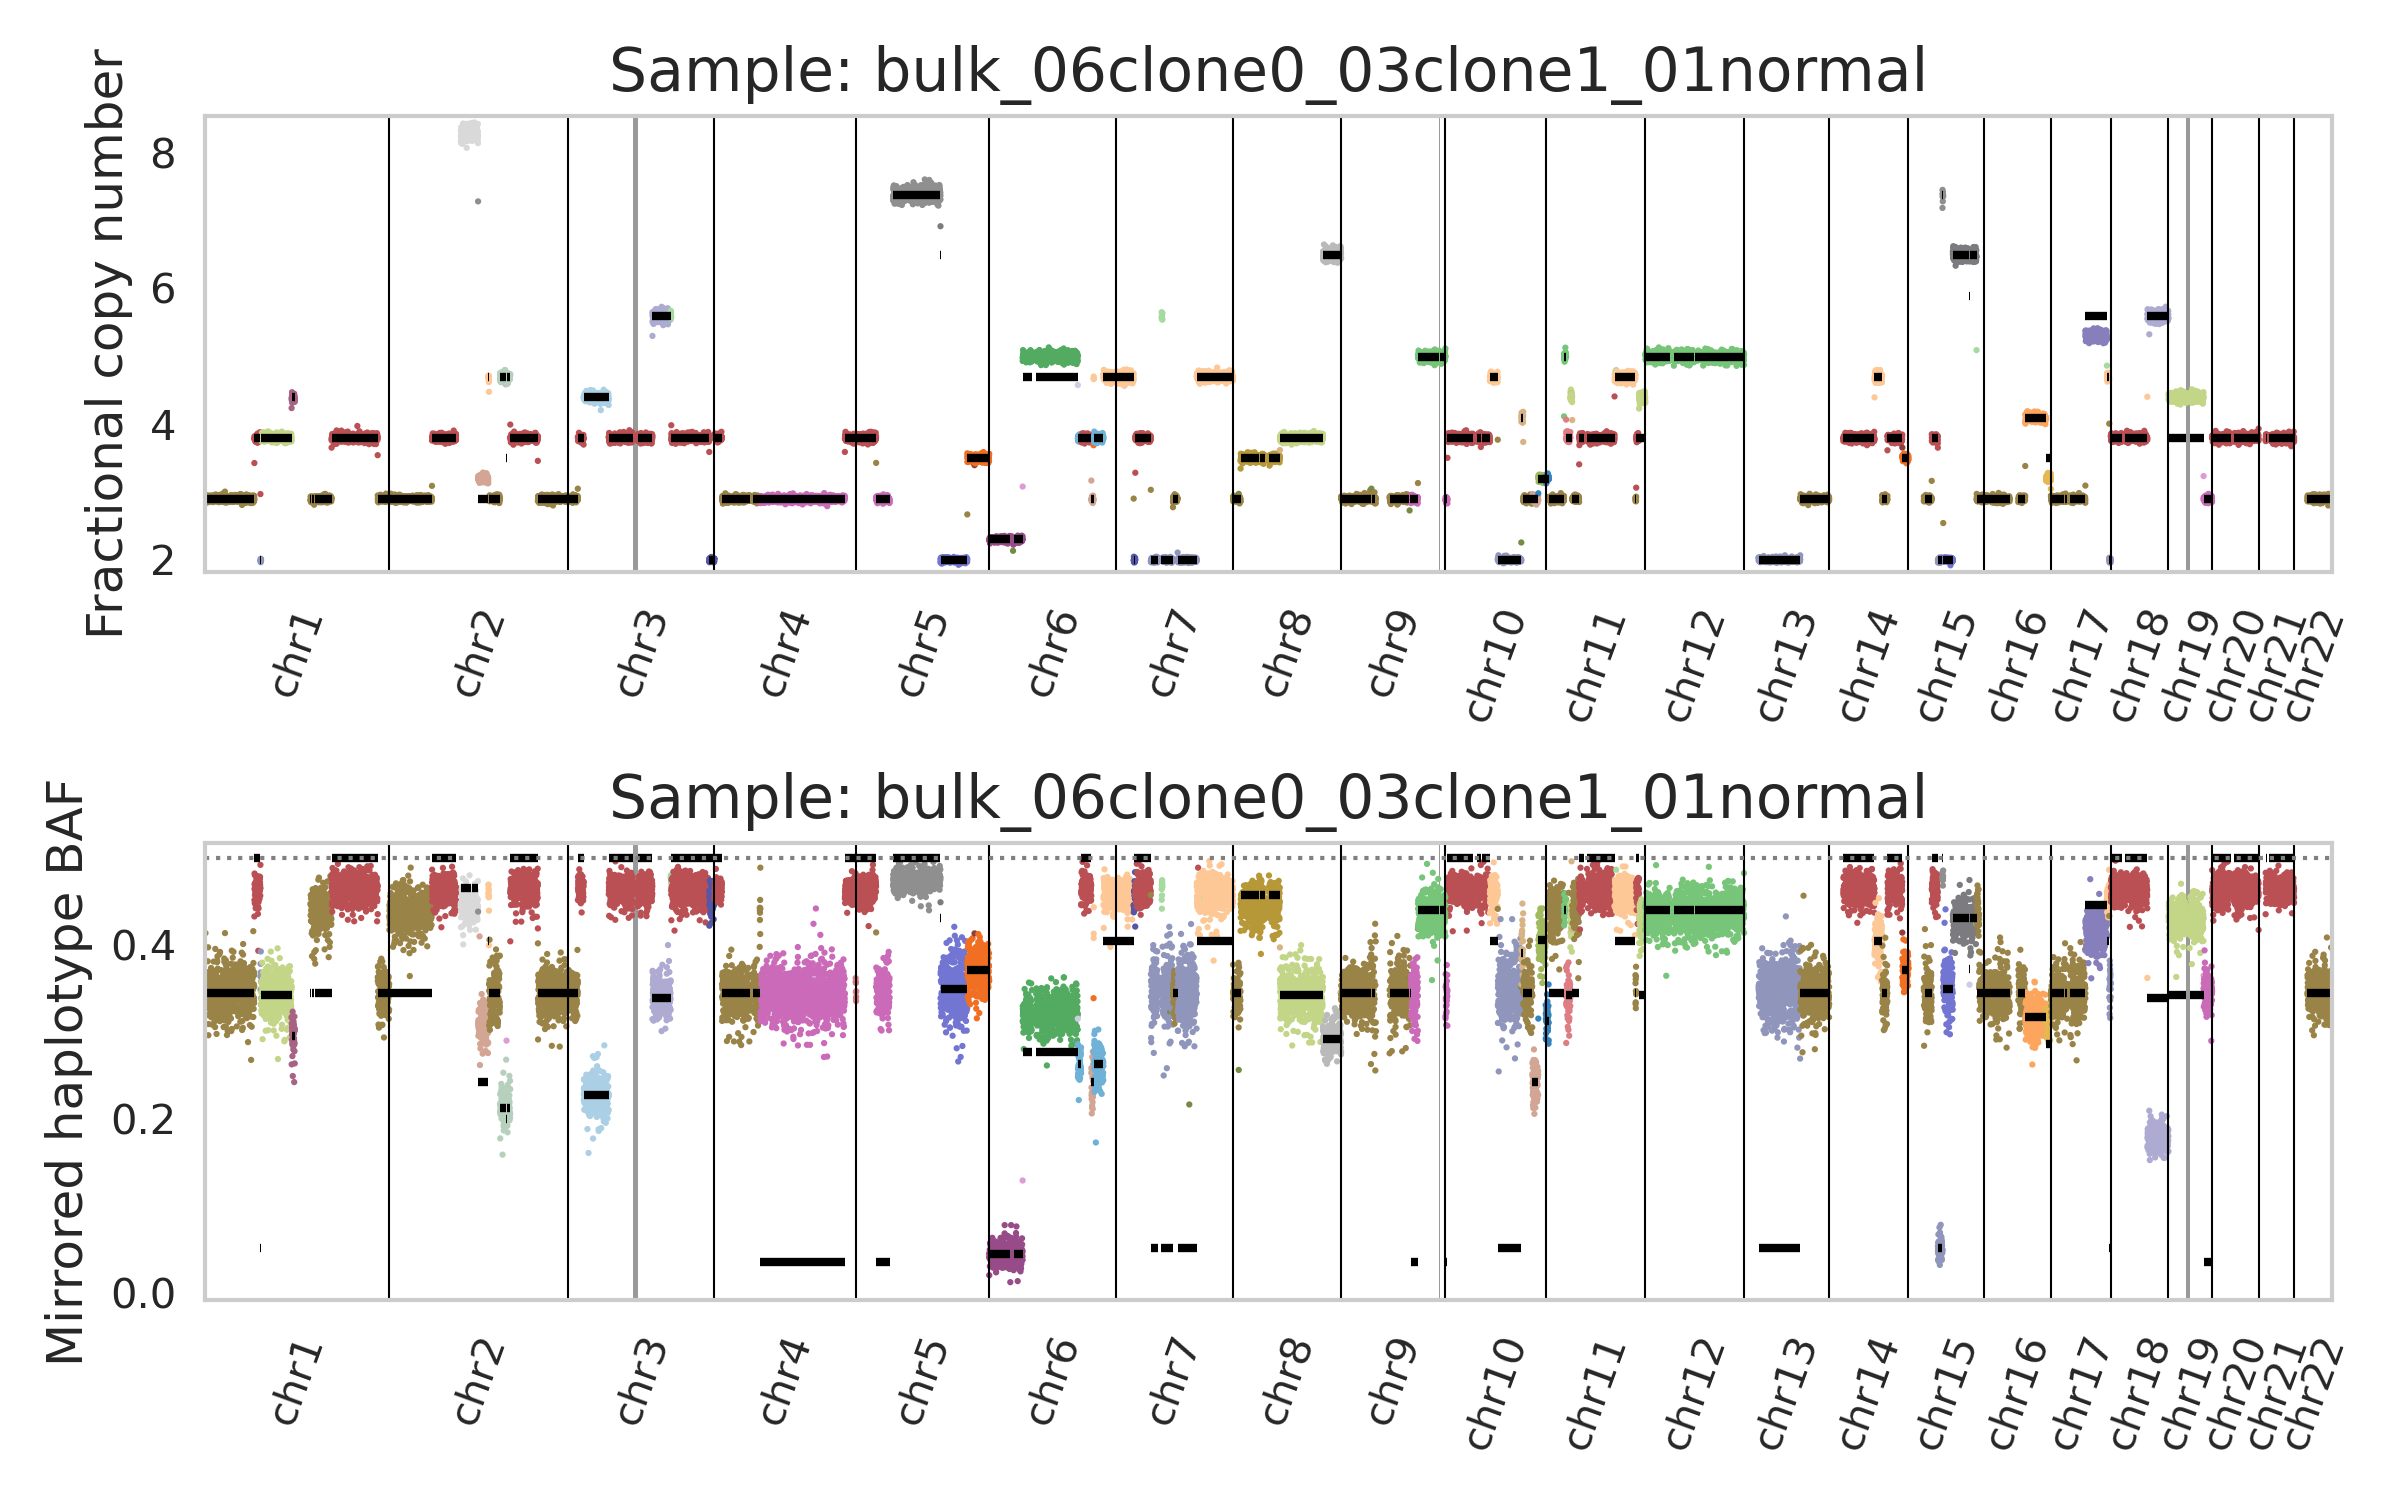 Sample: bulk_06clone0_03clone1_01normal
Fractional copy number
8
6
4
2
chr1 chr2 chr3 chr4 chr5 chr6 chr7 chr8 chr9 chr10 chr11 chr12 chr13 chr14 chr15 chr16 chr17 chr18 chr19 chr20 chr21 chr22
Sample: bulk_06clone0_03clone1_01normal
Mirrored haplotype BAF
0.4
0.2
0.0
chr1 chr2 chr3 chr4 chr5 chr6 chr7 chr8 chr9 chr10 chr11 chr12 chr13 chr14 chr15 chr16 chr17 chr18 chr19 chr20 chr21 chr22